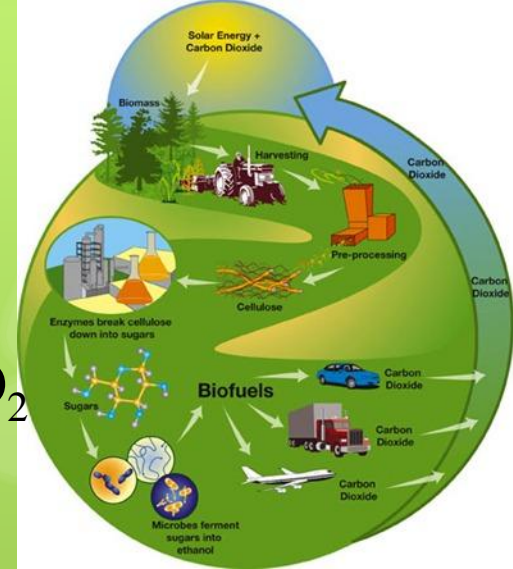 Solar Energy +
Carbon Dioxide
Biomass
Harvesting
Carbon
Dioxide
Pre-processing
Carbon
Dioxide
Cellulose
Enzymes break cellulose
down into sugars
Sugars
2
Biofuels
Carbon
Dioxide
Carbon
Dioxide
Carbon
Dioxide
Microbes ferment
sugars into
ethanol